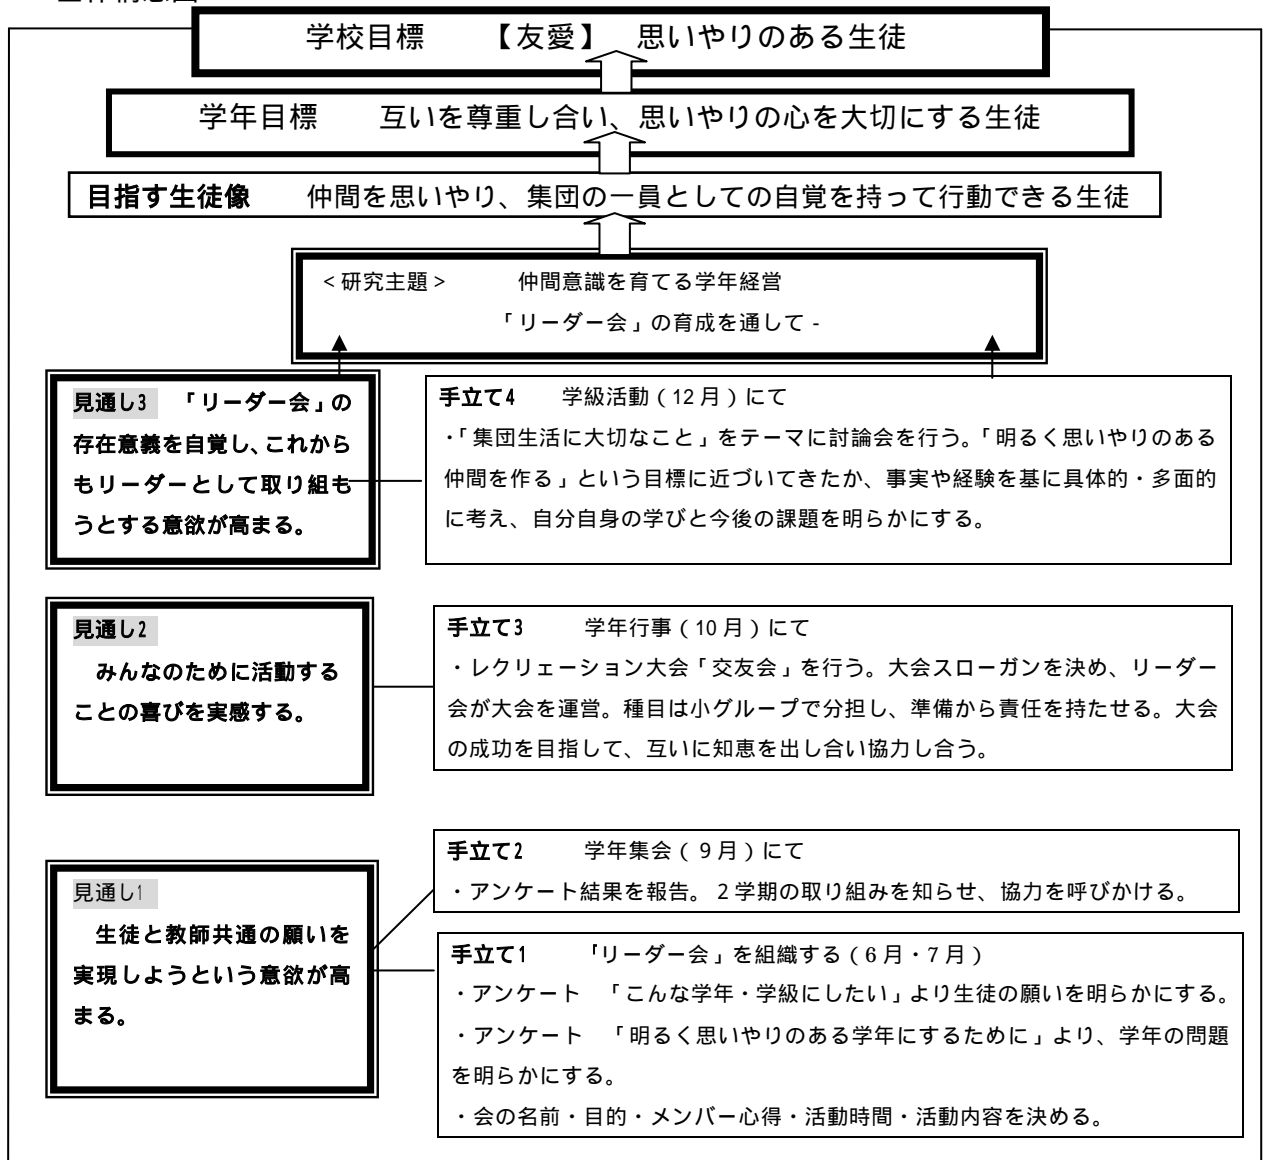 学校目標　　【友愛】　思いやりのある生徒
学年目標　　互いを尊重し合い、思いやりの心を大切にする生徒
目指す生徒像　　仲間を思いやり、集団の一員としての自覚を持って行動できる生徒
＜研究主題＞　　仲間意識を育てる学年経営
「リーダー会」の育成を通して -
見通し3　「リーダー会」の
存在意義を自覚し、これから
もリーダーとして取り組も
うとする意欲が高まる。
手立て4　　学級活動（12月）にて
・「集団生活に大切なこと」をテーマに討論会を行う。「明るく思いやりのある
仲間を作る」という目標に近づいてきたか、事実や経験を基に具体的・多面的
に考え、自分自身の学びと今後の課題を明らかにする。
見通し2
みんなのために活動する
ことの喜びを実感する。
手立て3　　学年行事（10月）にて
・レクリェーション大会「交友会」を行う。大会スローガンを決め、リーダー
会が大会を運営。種目は小グループで分担し、準備から責任を持たせる。大会
の成功を目指して、互いに知恵を出し合い協力し合う。
手立て2　　学年集会（９月）にて
・アンケート結果を報告。２学期の取り組みを知らせ、協力を呼びかける。
見通し1
生徒と教師共通の願いを
実現しようという意欲が高
まる。
手立て1　　「リーダー会」を組織する（6月・7月）
・アンケート　「こんな学年・学級にしたい」より生徒の願いを明らかにする。
・アンケート　「明るく思いやりのある学年にするために」より、学年の問題
を明らかにする。
・会の名前・目的・メンバー心得・活動時間・活動内容を決める。